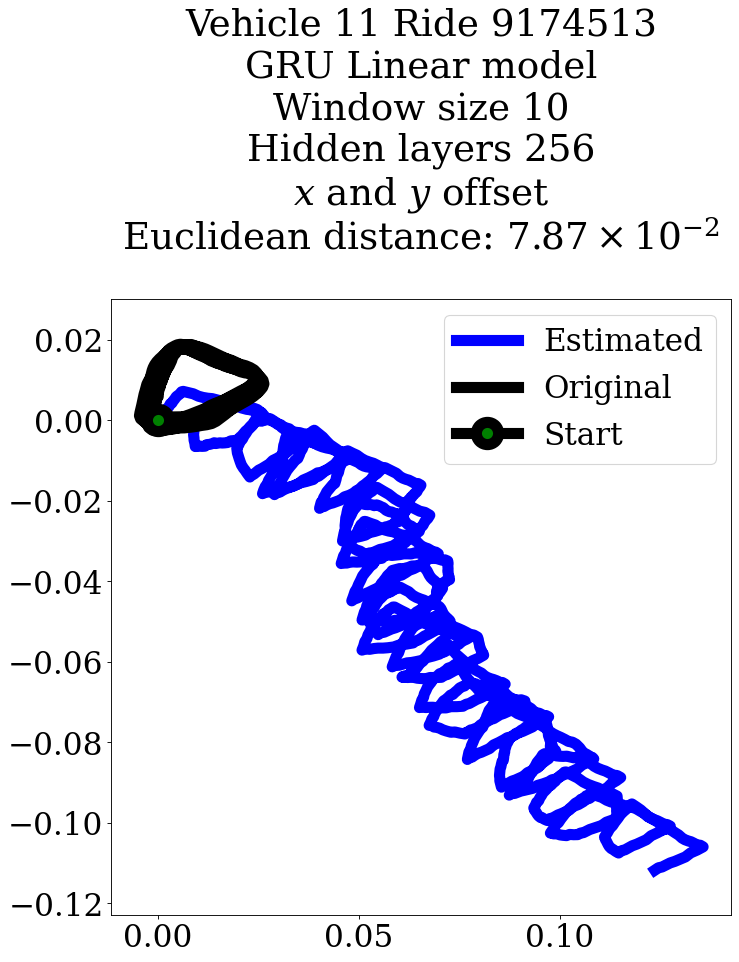 Vehicle 11 Ride 9174513
GRU Linear model
Window size 10
Hidden layers 256
x and y offset
Euclidean distance: 7.87 × 10⁻²
Estimated
Original
Start
0.02
0.00
−0.02
−0.04
−0.06
−0.08
−0.10
−0.12
0.00 0.05 0.10